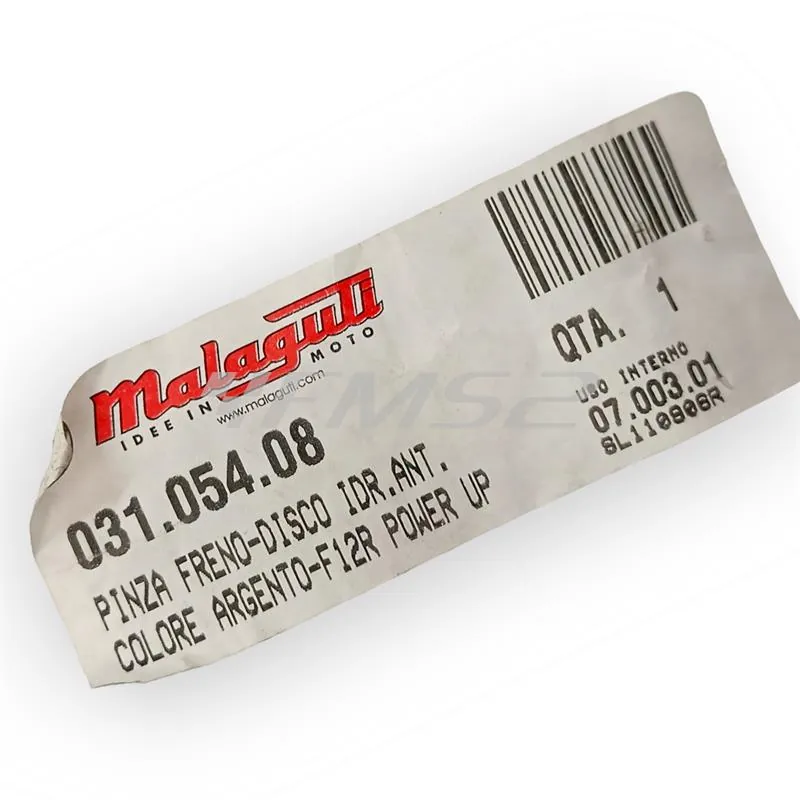 Malaguti
IDEE IN MOTO
www.malaguti.com
031.054.08
PINZA FRENO-DISCO IDR.ANT.
COLORE ARGENTO-F12R POWER UP
QTA. 1
USO INTERNO
07.003.01
SL110808R
FMS2